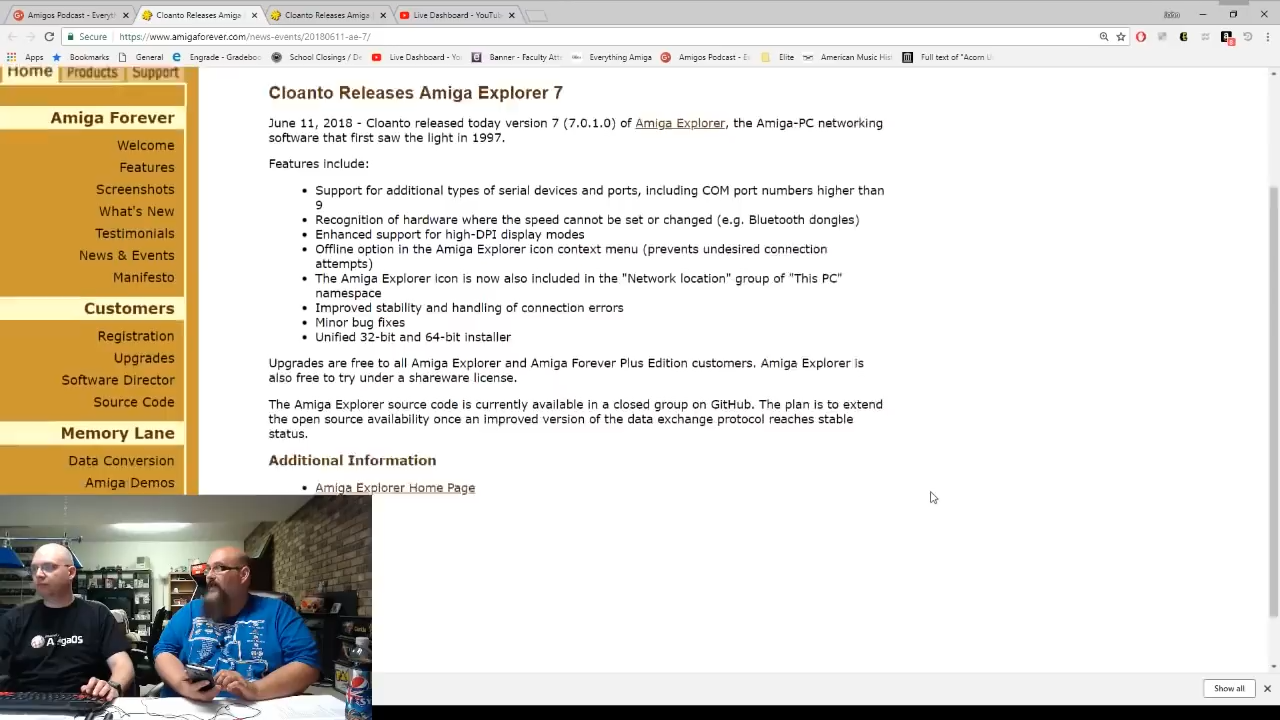 Amigos Podcast - Everyt
Cloanto Releases Amiga
Cloanto Releases Amiga
Live Dashboard - YouTube
Secure
https://www.amigaforever.com/news-events/20180611-ae-7/
Apps
Bookmarks
General
Engrade - Gradeboo
School Closings / De
Live Dashboard - Yo
Banner - Faculty Att
Everything Amiga
Amigos Podcast - Es
Elite
American Music His
Full text of "Acorn U
Home
Products
Support
Amiga Forever
Welcome
Features
Screenshots
What's New
Testimonials
News & Events
Manifesto
Customers
Registration
Upgrades
Software Director
Source Code
Memory Lane
Data Conversion
Amiga Demos
Cloanto Releases Amiga Explorer 7
June 11, 2018 - Cloanto released today version 7 (7.0.1.0) of Amiga Explorer, the Amiga-PC networking
software that first saw the light in 1997.
Features include:
• Support for additional types of serial devices and ports, including COM port numbers higher than
9
• Recognition of hardware where the speed cannot be set or changed (e.g. Bluetooth dongles)
• Enhanced support for high-DPI display modes
• Offline option in the Amiga Explorer icon context menu (prevents undesired connection
attempts)
• The Amiga Explorer icon is now also included in the "Network location" group of "This PC"
namespace
• Improved stability and handling of connection errors
• Minor bug fixes
• Unified 32-bit and 64-bit installer
Upgrades are free to all Amiga Explorer and Amiga Forever Plus Edition customers. Amiga Explorer is
also free to try under a shareware license.
The Amiga Explorer source code is currently available in a closed group on GitHub. The plan is to extend
the open source availability once an improved version of the data exchange protocol reaches stable
status.
Additional Information
• Amiga Explorer Home Page
AmigaOS
Show all